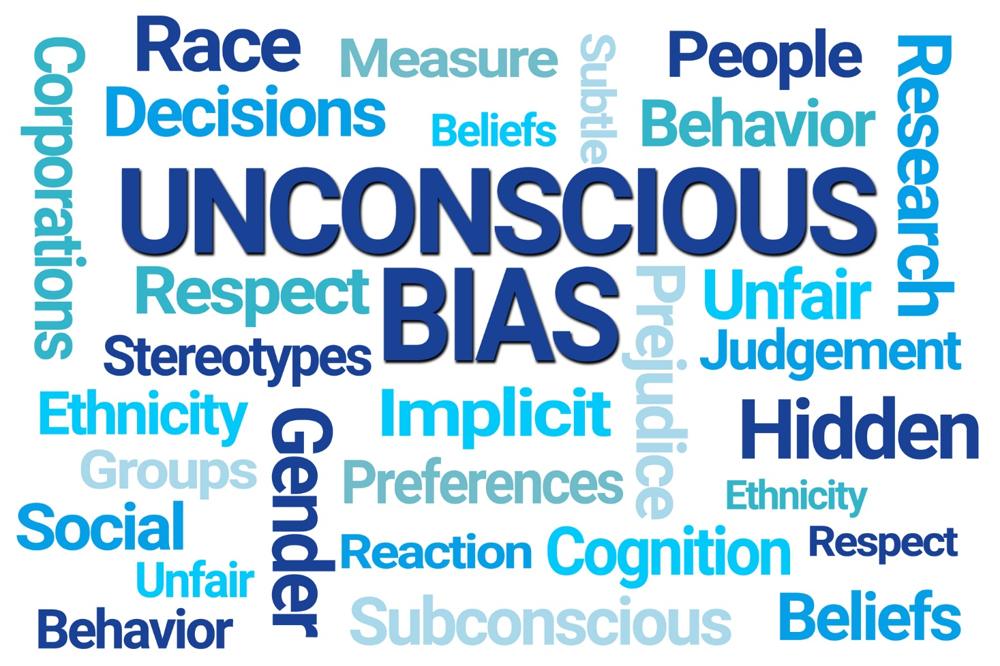 Corporations
Race
Measure
Subtle
People
Research
Decisions
Beliefs
Behavior
UNCONSCIOUS
BIAS
Respect
Prejudice
Unfair
Stereotypes
Judgement
Ethnicity
Gender
Implicit
Hidden
Groups
Preferences
Ethnicity
Social
Reaction
Cognition
Respect
Unfair
Behavior
Subconscious
Beliefs